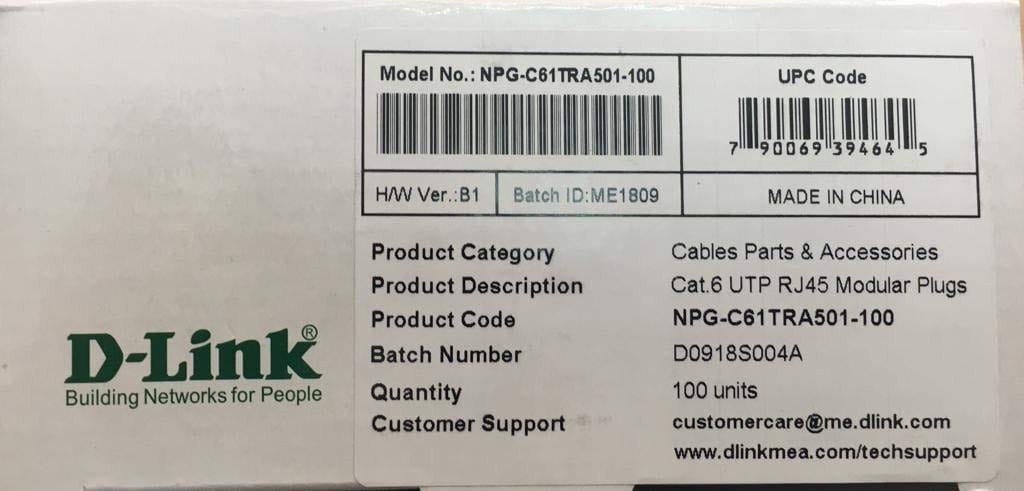 Model No.: NPG-C61TRA501-100
UPC Code
7 90069 39464 5
H/W Ver.:B1
Batch ID:ME1809
MADE IN CHINA
Product Category Cables Parts & Accessories
Product Description Cat.6 UTP RJ45 Modular Plugs
Product Code NPG-C61TRA501-100
Batch Number D0918S004A
Quantity 100 units
Customer Support customercare@me.dlink.com
www.dlinkmea.com/techsupport
D-Link®
Building Networks for People